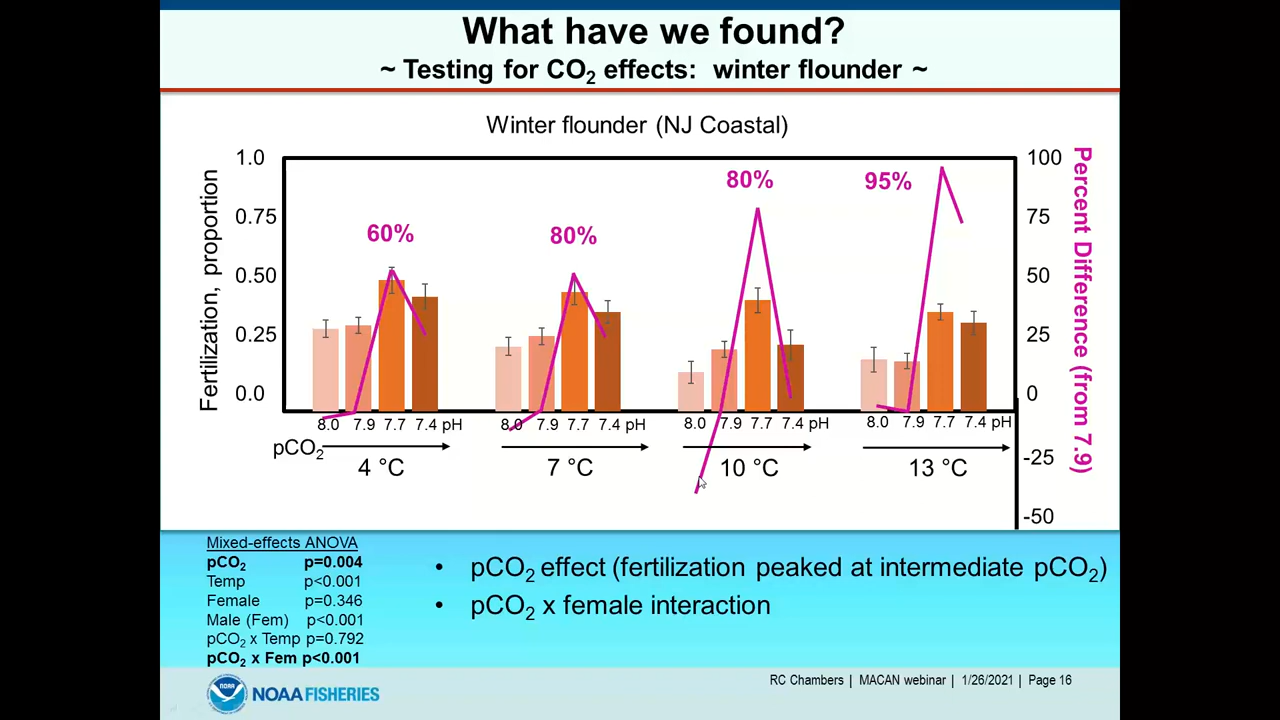 What have we found?
~ Testing for CO2 effects: winter flounder ~
Winter flounder (NJ Coastal)
Fertilization, proportion
1.0
0.75
0.50
0.25
0.0
60%
80%
80%
95%
100
75
50
25
0
-25
-50
Percent Difference (from 7.9)
8.0 7.9 7.7 7.4 pH
8.0 7.9 7.7 7.4 pH
8.0 7.9 7.7 7.4 pH
8.0 7.9 7.7 7.4 pH
pCO2
4 °C
7 °C
10 °C
13 °C
Mixed-effects ANOVA
pCO2 p=0.004
Temp p<0.001
Female p=0.346
Male (Fem) p<0.001
pCO2 x Temp p=0.792
pCO2 x Fem p<0.001
• pCO2 effect (fertilization peaked at intermediate pCO2)
• pCO2 x female interaction
NOAA
NOAA FISHERIES
RC Chambers | MACAN webinar | 1/26/2021 | Page 16